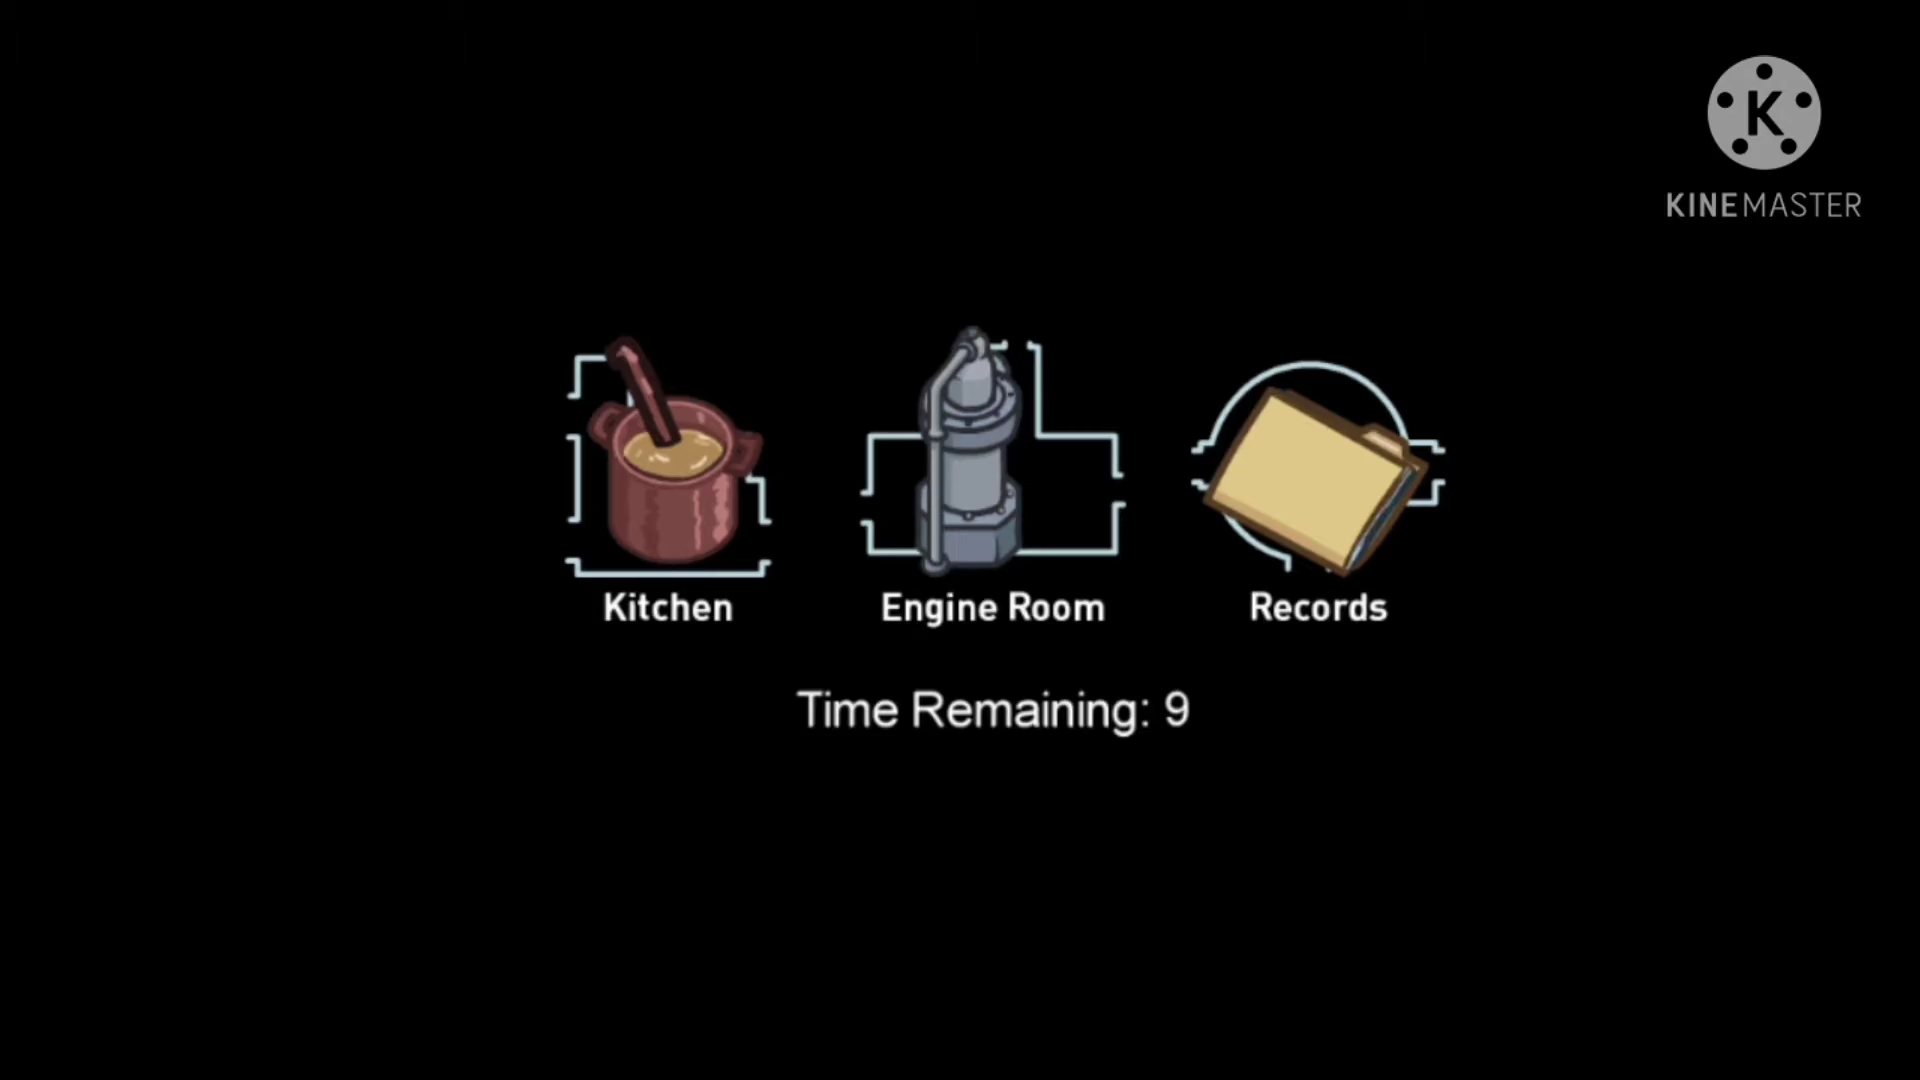 K
KINEMASTER
Kitchen
Engine Room
Records
Time Remaining: 9